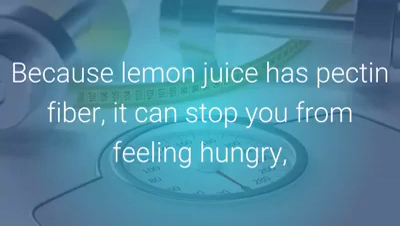 Because lemon juice has pectin
fiber, it can stop you from
feeling hungry,